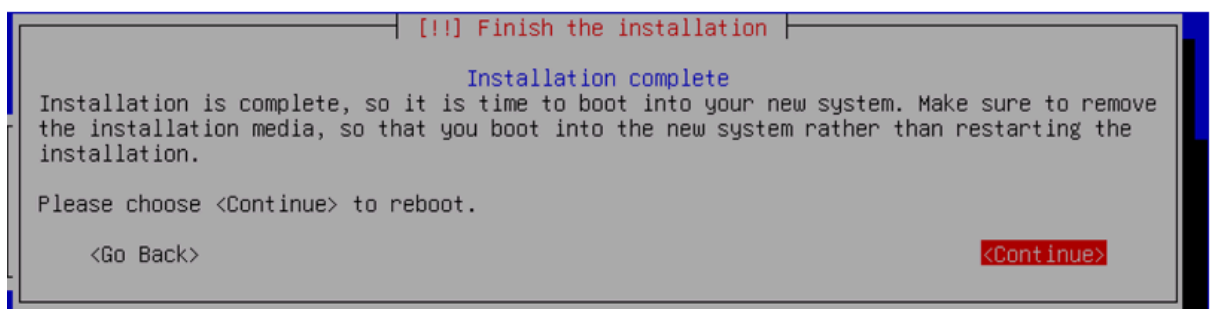 [!!] Finish the installation
Installation complete
Installation is complete, so it is time to boot into your new system. Make sure to remove
the installation media, so that you boot into the new system rather than restarting the
installation.
Please choose <Continue> to reboot.
<Go Back> <Continue>